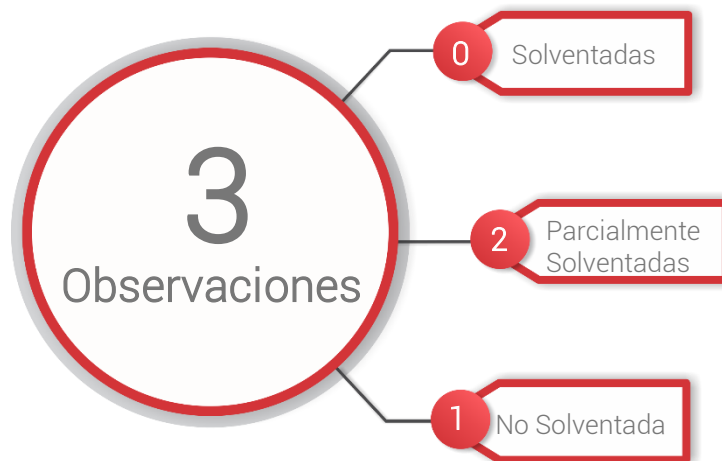 3
Observaciones
0
Solventadas
2
Parcialmente
Solventadas
1
No Solventada